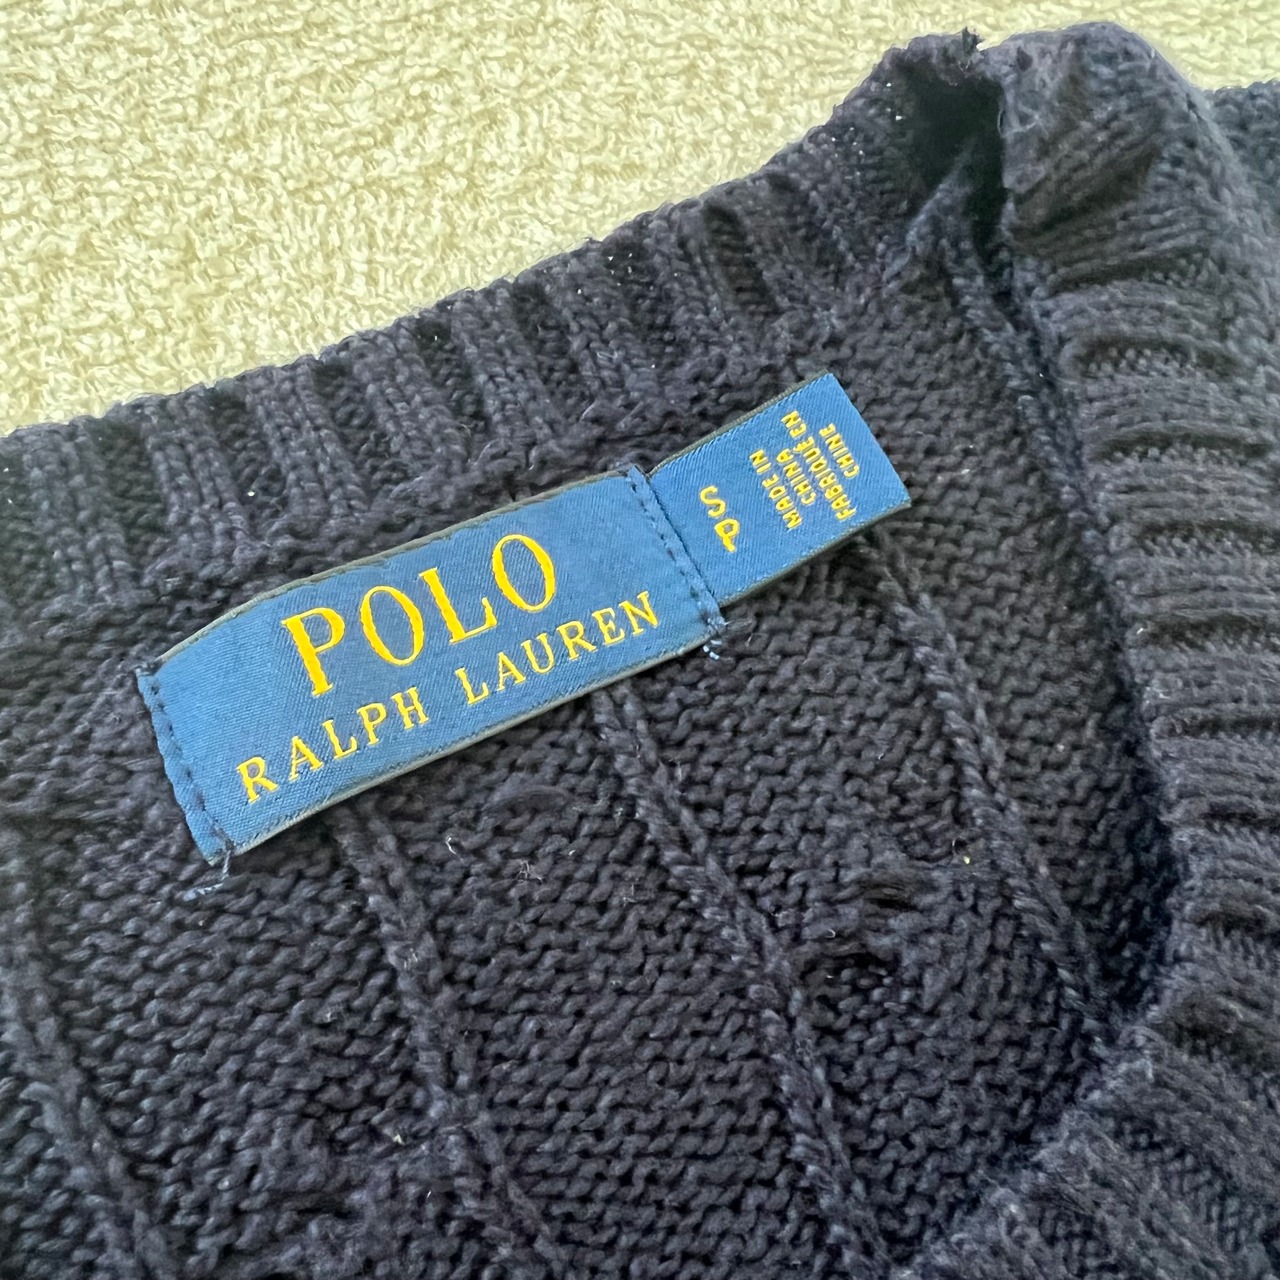 POLO
RALPH LAUREN
P/S
MADE IN
CHINA
FABRIQUÉ EN
CHINE